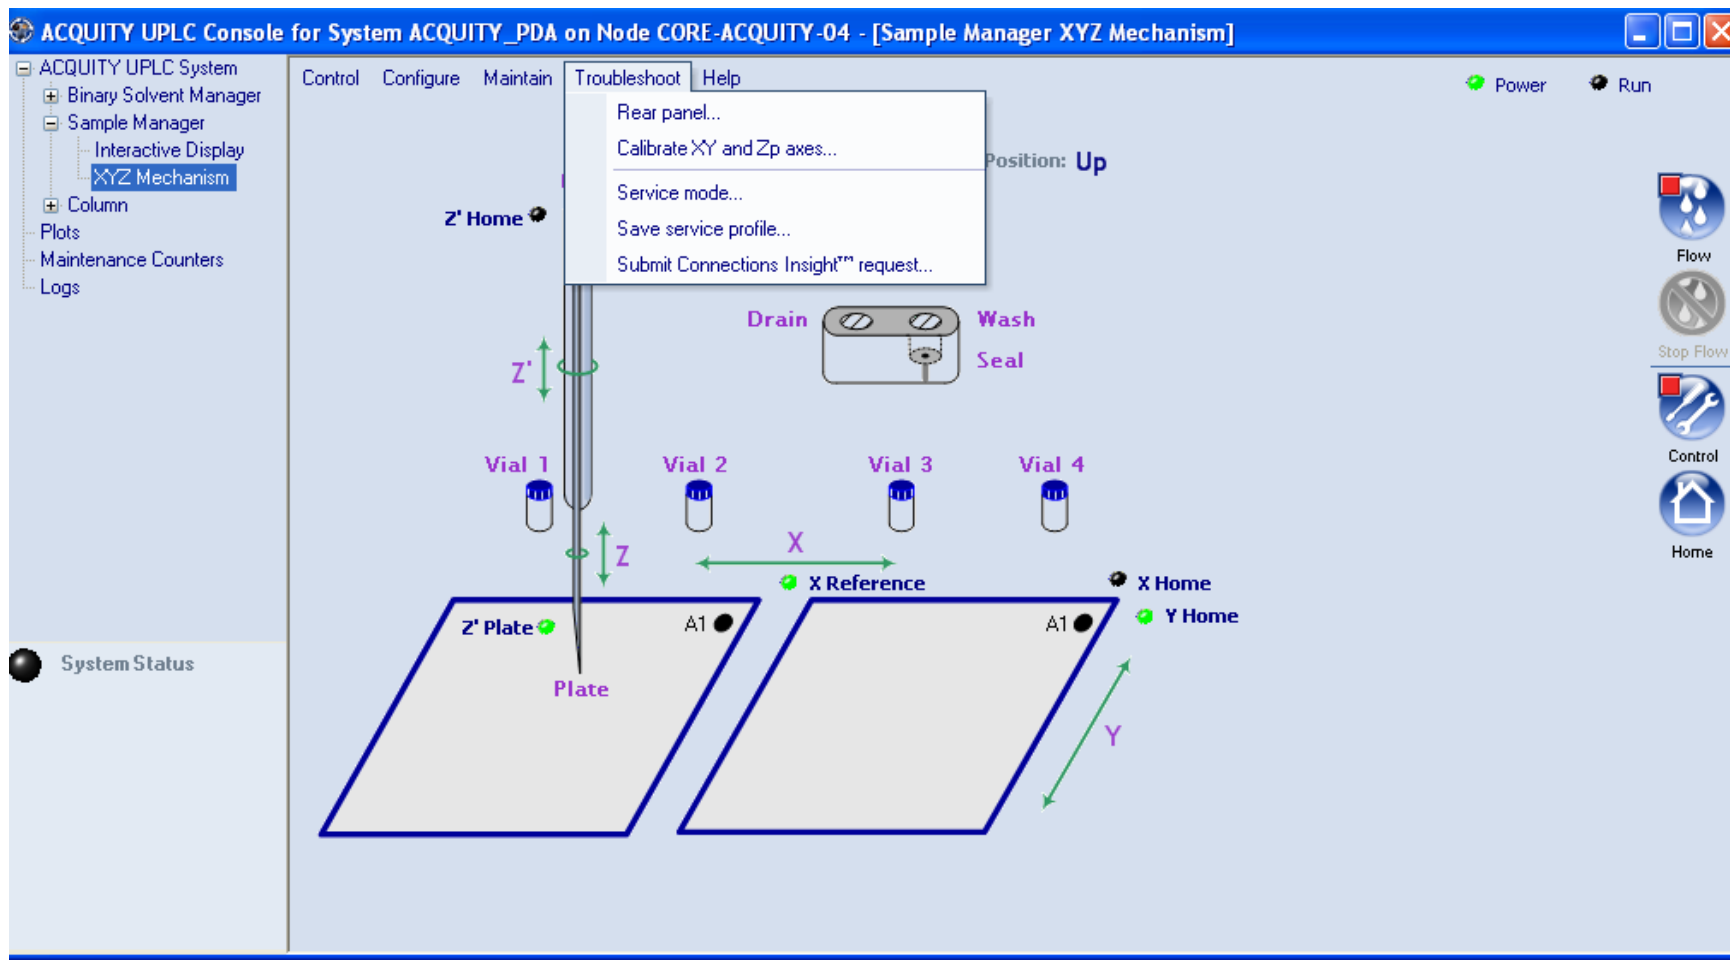 ACQUITY UPLC Console for System ACQUITY_PDA on Node CORE-ACQUITY-04 - [Sample Manager XYZ Mechanism]
ACQUITY UPLC System
Binary Solvent Manager
Sample Manager
Interactive Display
XYZ Mechanism
Column
Plots
Maintenance Counters
Logs
System Status
Control Configure Maintain Troubleshoot Help
Power Run
Rear panel...
Calibrate XY and Zp axes...
Service mode...
Save service profile...
Submit Connections Insight™ request...
Position: Up
Z' Home
Drain Wash
Seal
Z'
Vial 1 Vial 2 Vial 3 Vial 4
Z
X
X Reference X Home
Y Home
Z' Plate A1 A1
Plate
Y
Flow
Stop Flow
Control
Home